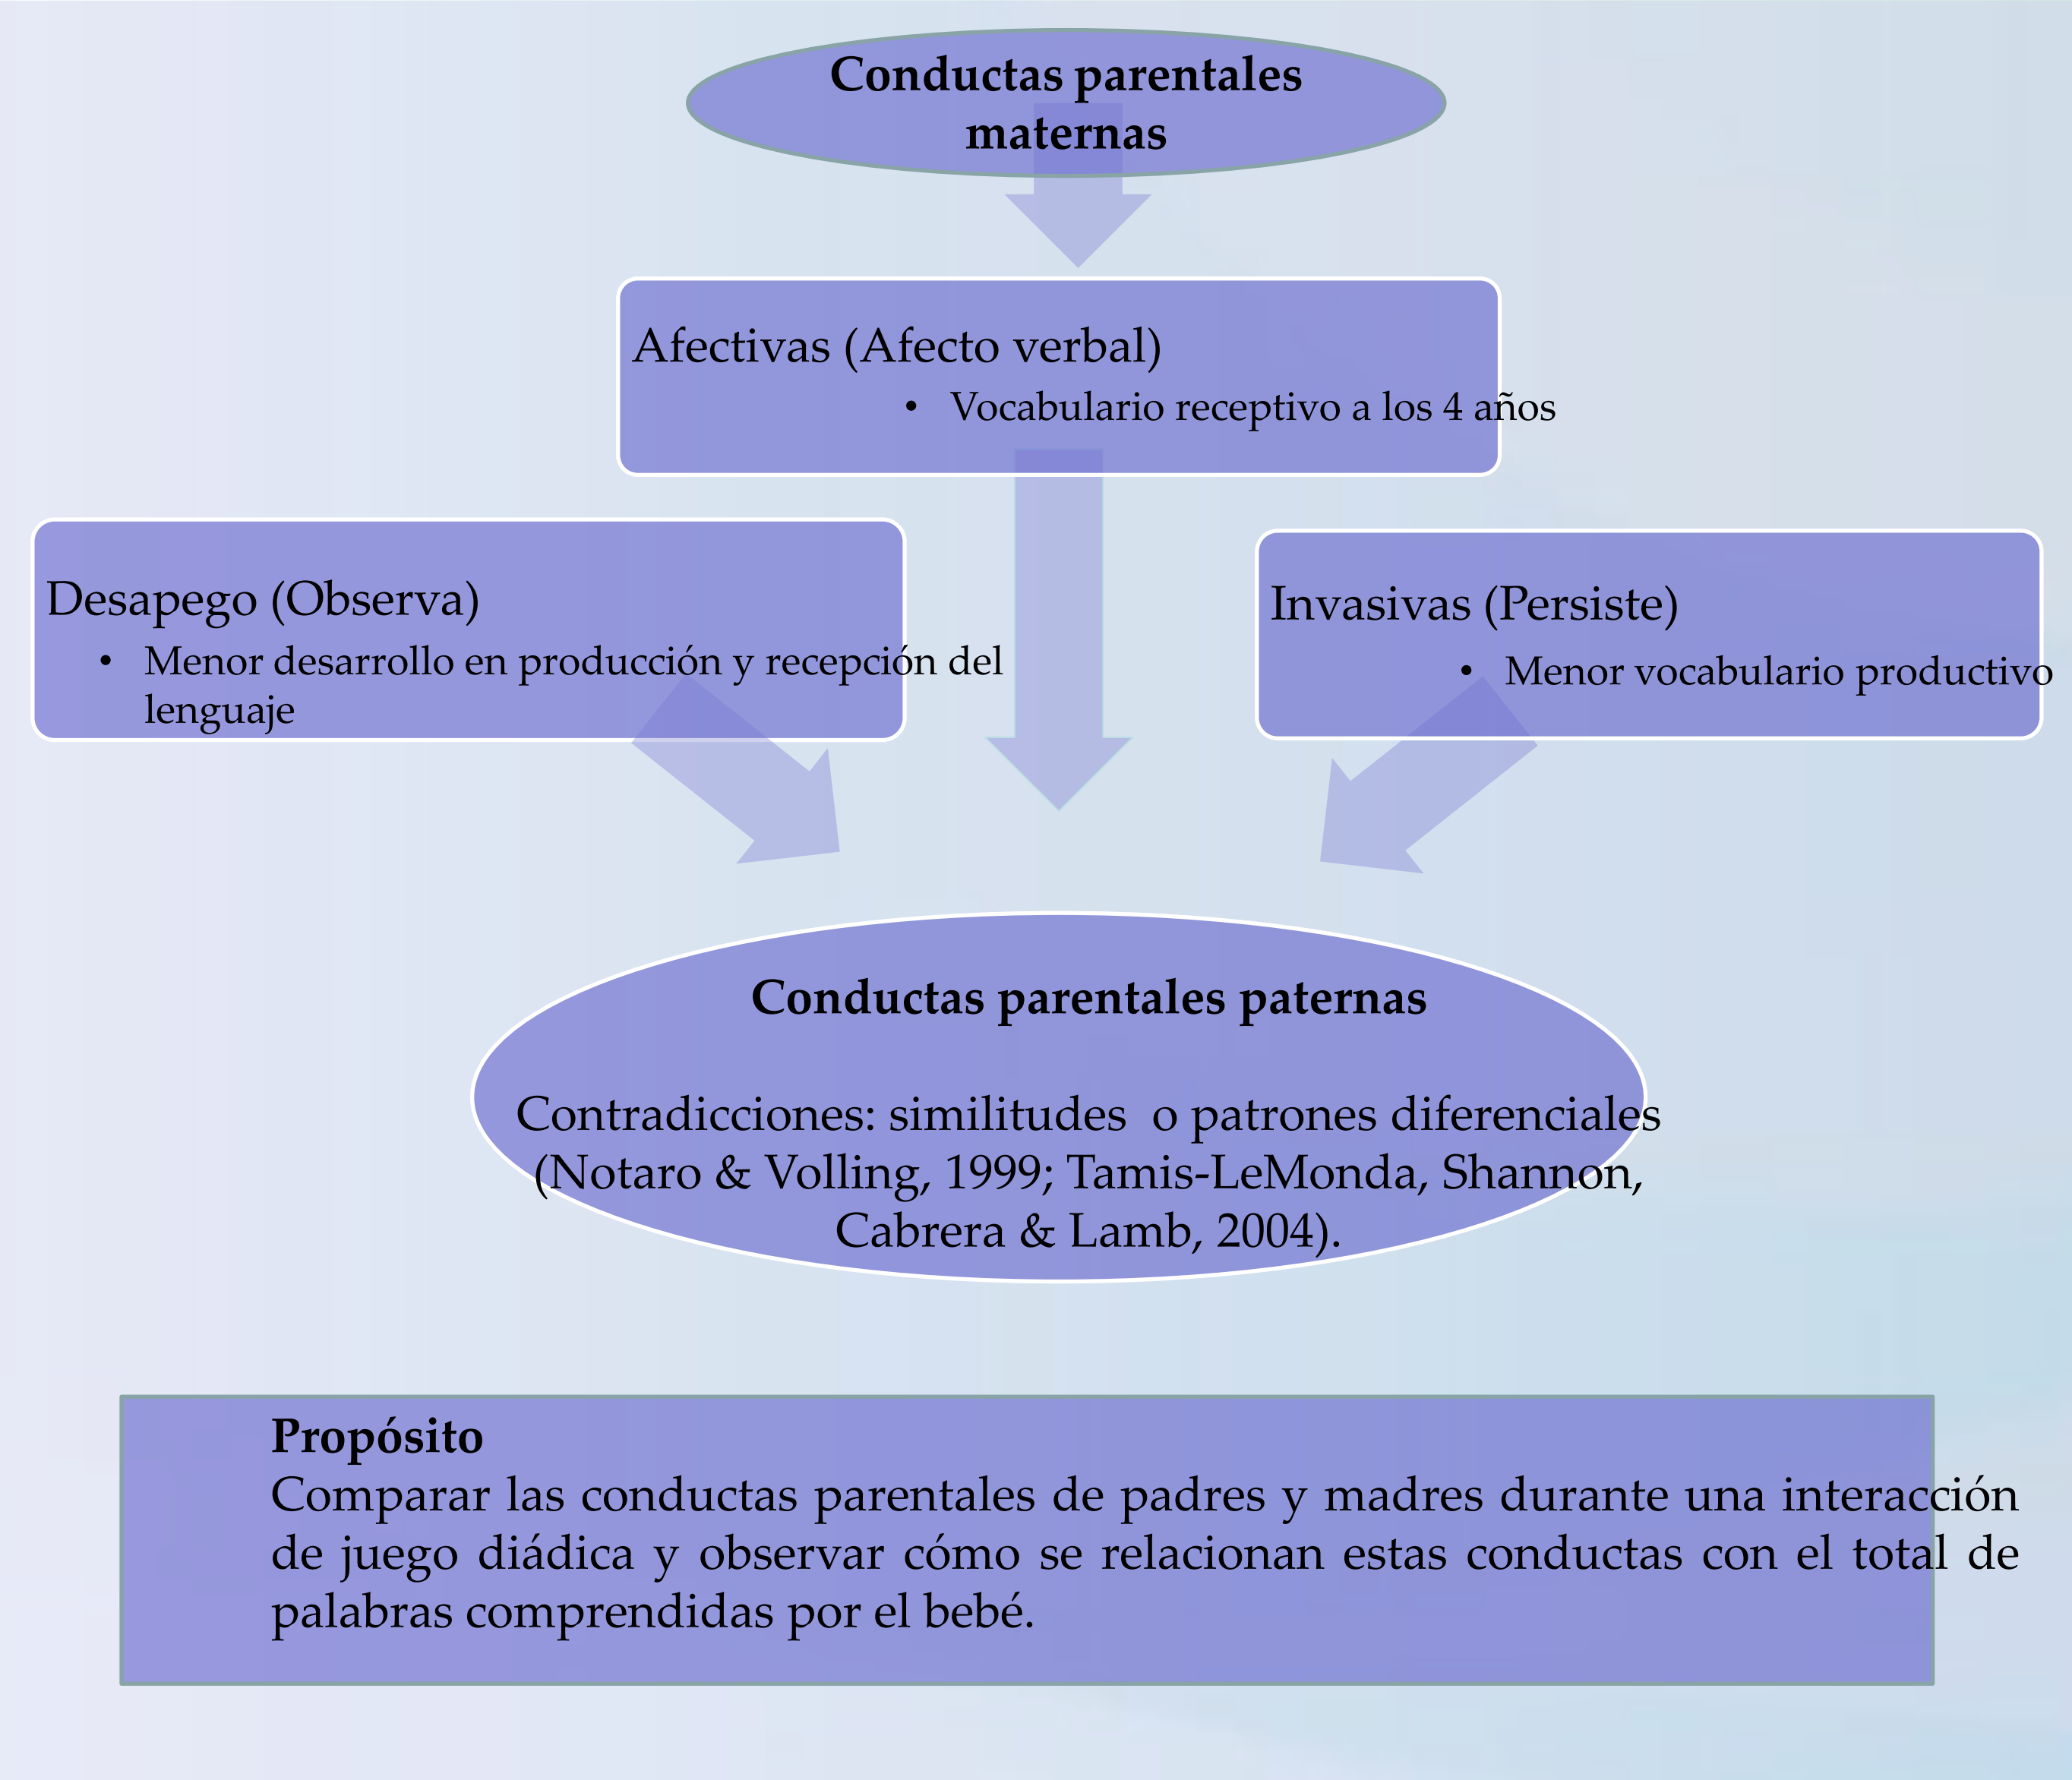 Conductas parentales
maternas
Afectivas (Afecto verbal)
• Vocabulario receptivo a los 4 años
Desapego (Observa)
• Menor desarrollo en producción y recepción del
lenguaje
Invasivas (Persiste)
• Menor vocabulario productivo
Conductas parentales paternas
Contradicciones: similitudes o patrones diferenciales
(Notaro & Volling, 1999; Tamis-LeMonda, Shannon,
Cabrera & Lamb, 2004).
Propósito
Comparar las conductas parentales de padres y madres durante una interacción
de juego diádica y observar cómo se relacionan estas conductas con el total de
palabras comprendidas por el bebé.